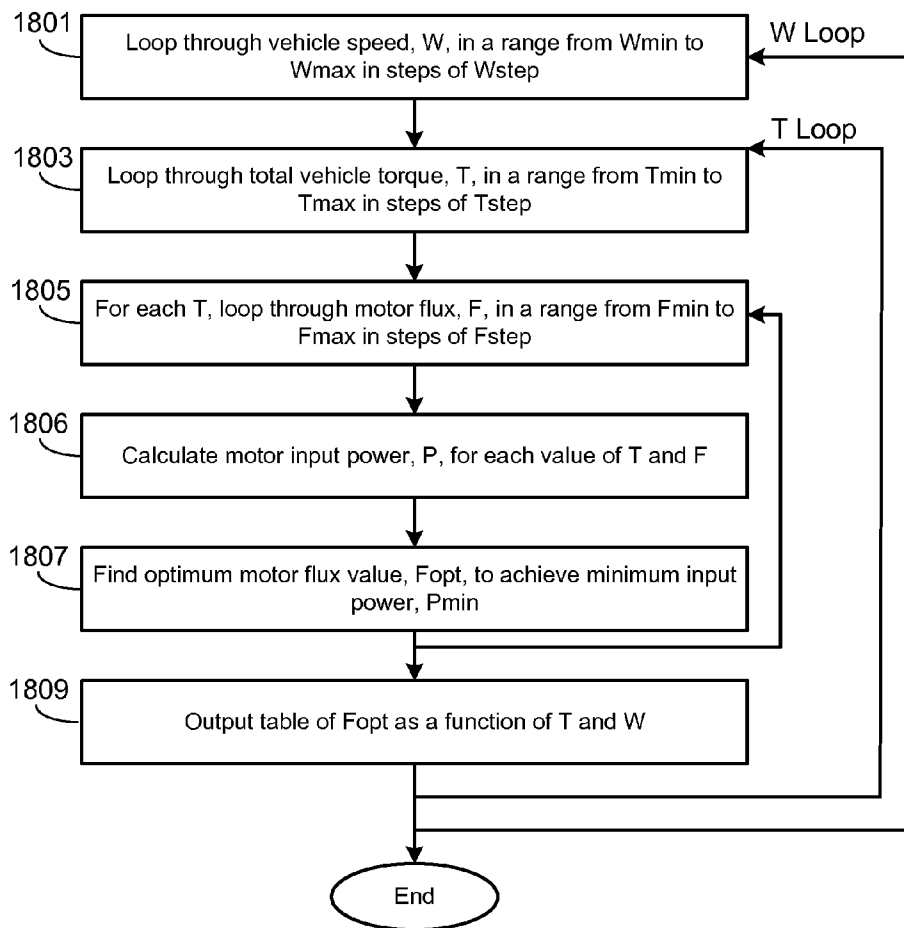 1801
Loop through vehicle speed, W, in a range from Wmin to
Wmax in steps of Wstep
W Loop
T Loop
1803
Loop through total vehicle torque, T, in a range from Tmin to
Tmax in steps of Tstep
1805
For each T, loop through motor flux, F, in a range from Fmin to
Fmax in steps of Fstep
1806
Calculate motor input power, P, for each value of T and F
1807
Find optimum motor flux value, Fopt, to achieve minimum input
power, Pmin
1809
Output table of Fopt as a function of T and W
End